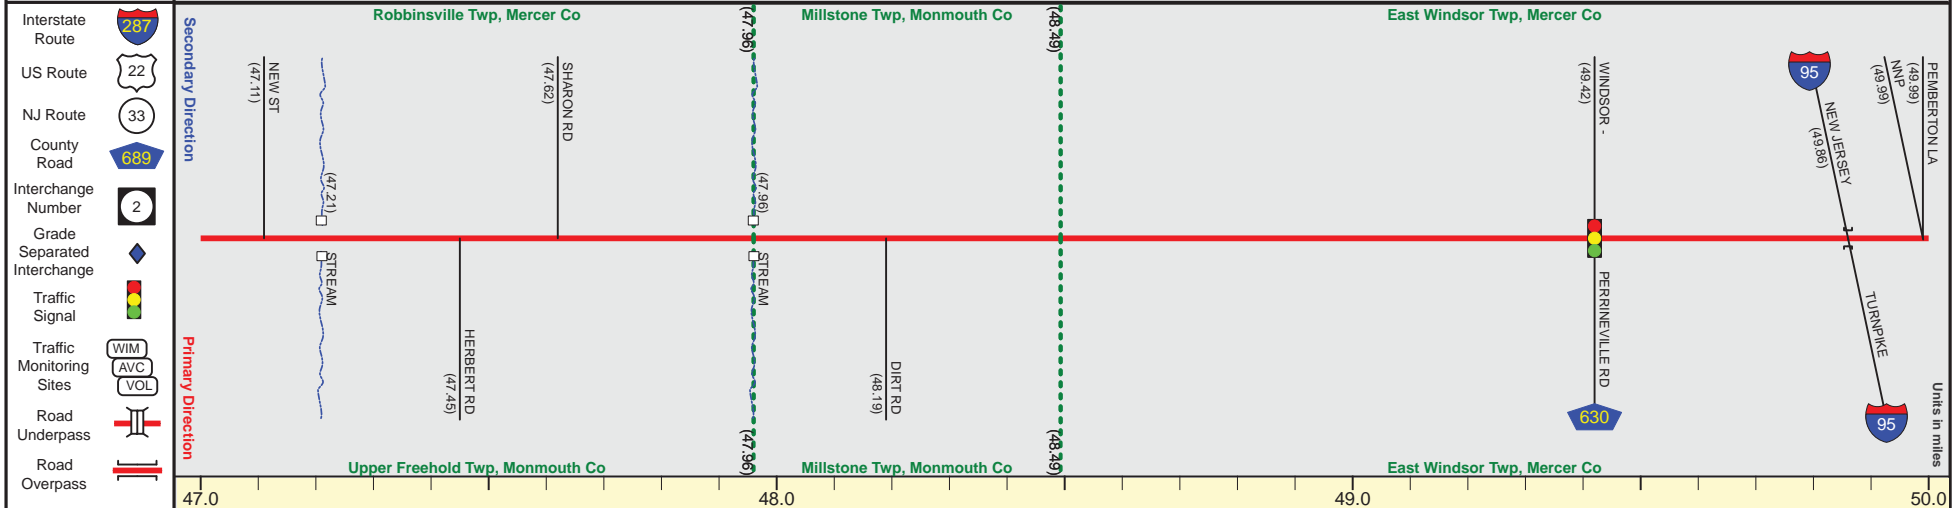 Interstate
Route
287
US Route
22
NJ Route
33
County
Road
689
Interchange
Number
2
Grade
Separated
Interchange
Traffic
Signal
Traffic
Monitoring
Sites
WIM
AVC
VOL
Road
Underpass
Road
Overpass
Secondary Direction
Primary Direction
Robbinsville Twp, Mercer Co
(47.96)
Millstone Twp, Monmouth Co
(48.49)
East Windsor Twp, Mercer Co
NEW ST
(47.11)
(47.21)
STREAM
HERBERT RD
(47.45)
SHARON RD
(47.62)
(47.96)
STREAM
DIRT RD
(48.19)
WINDSOR -
(49.42)
PERRINEVILLE RD
630
95
NEW JERSEY
(49.86)
TURNPIKE
95
NNP
(49.99)
PEMBERTON LA
(49.99)
Units in miles
Upper Freehold Twp, Monmouth Co
(47.96)
Millstone Twp, Monmouth Co
(48.49)
East Windsor Twp, Mercer Co
47.0
48.0
49.0
50.0